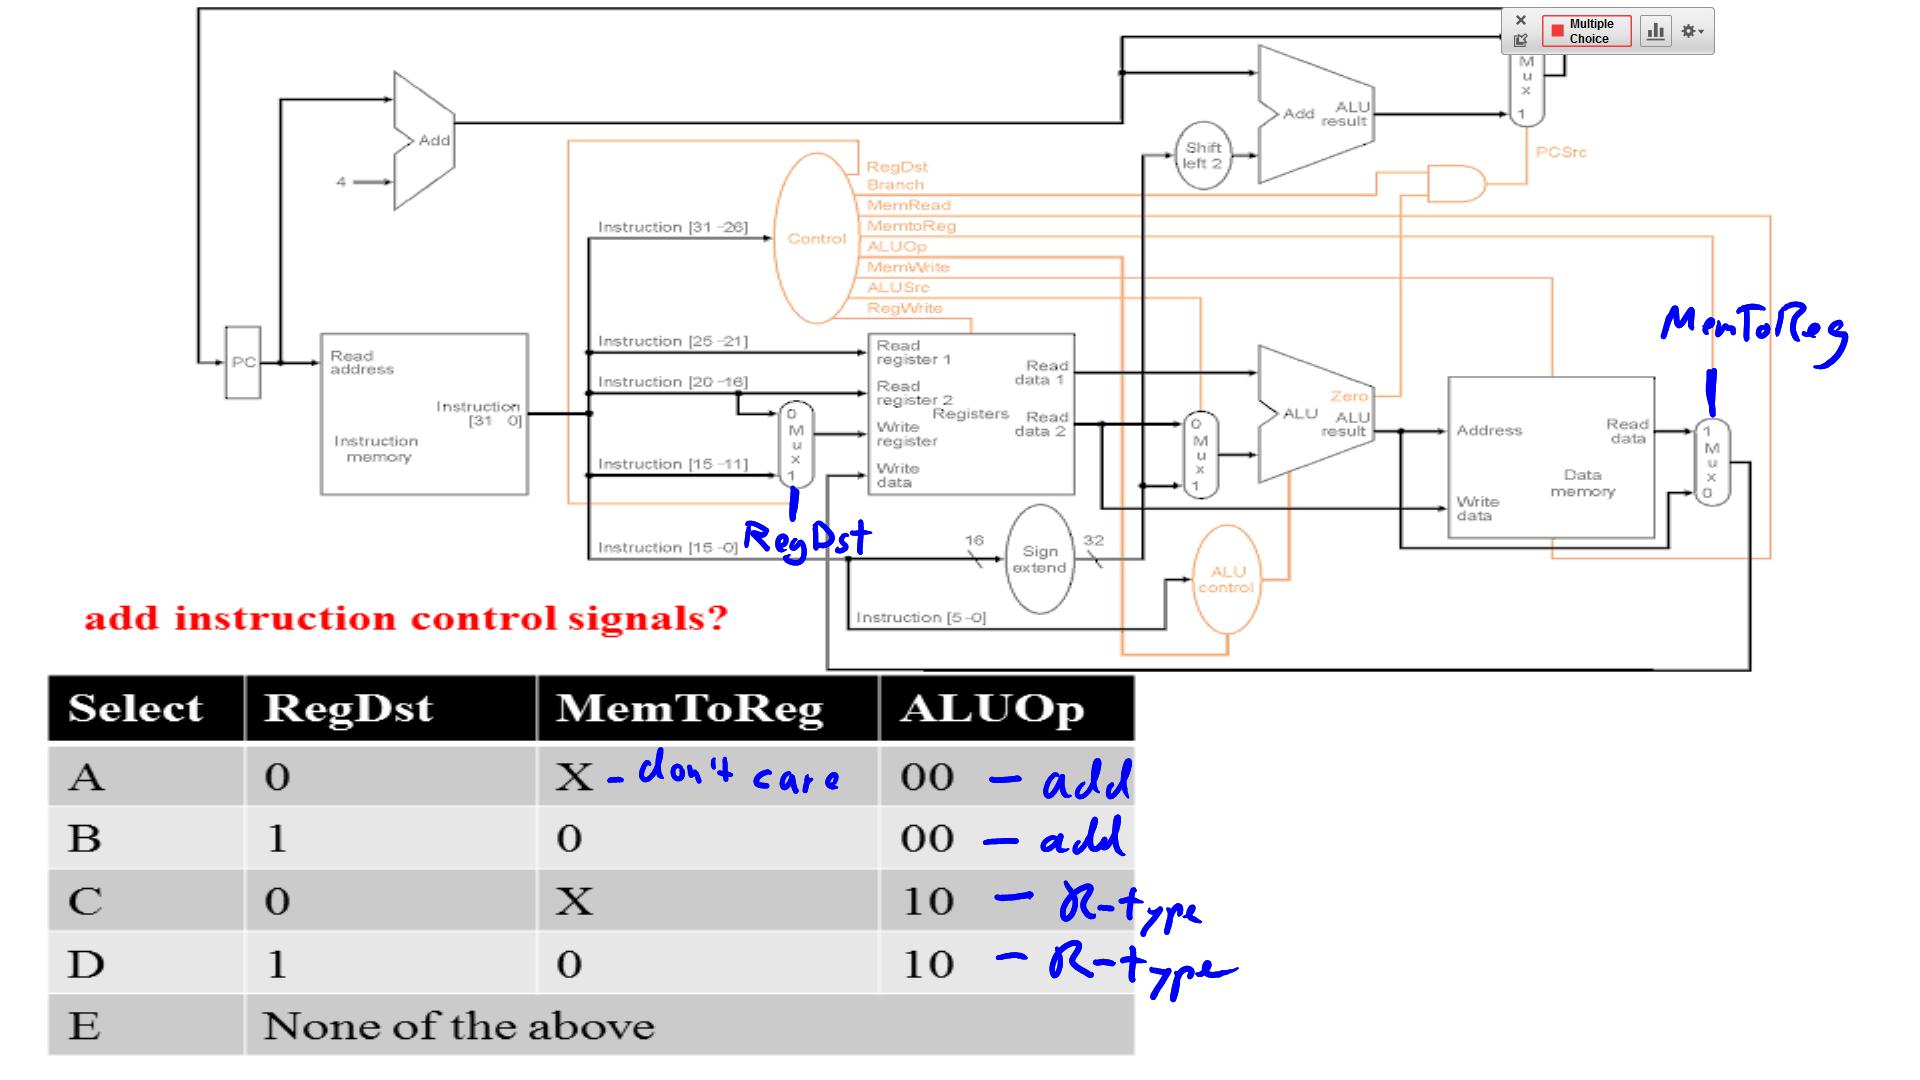 Multiple
Choice
M
u
x
1
Add
ALU
result
Add
Shift
left 2
PCSrc
4
RegDst
Branch
MemRead
MemtoReg
ALUOp
MemWrite
ALUSrc
RegWrite
Control
Instruction [31 -26]
Instruction [25 -21]
Instruction [20 -16]
Instruction [15 -11]
Instruction [15 -0]
Instruction [5 -0]
PC
Read
address
Instruction
[31 0]
Instruction
memory
0
M
u
x
1
RegDst
Read
register 1
Read
register 2
Registers
Write
register
Write
data
Read
data 1
Read
data 2
0
M
u
x
1
16
Sign
extend
32
Zero
ALU
ALU
result
ALU
control
Address
Read
data
Data
memory
Write
data
MemToReg
1
M
u
x
0
add instruction control signals?
Select RegDst MemToReg ALUOp
A 0 X - don't care 00 - add
B 1 0 00 - add
C 0 X 10 - R-type
D 1 0 10 - R-type
E None of the above